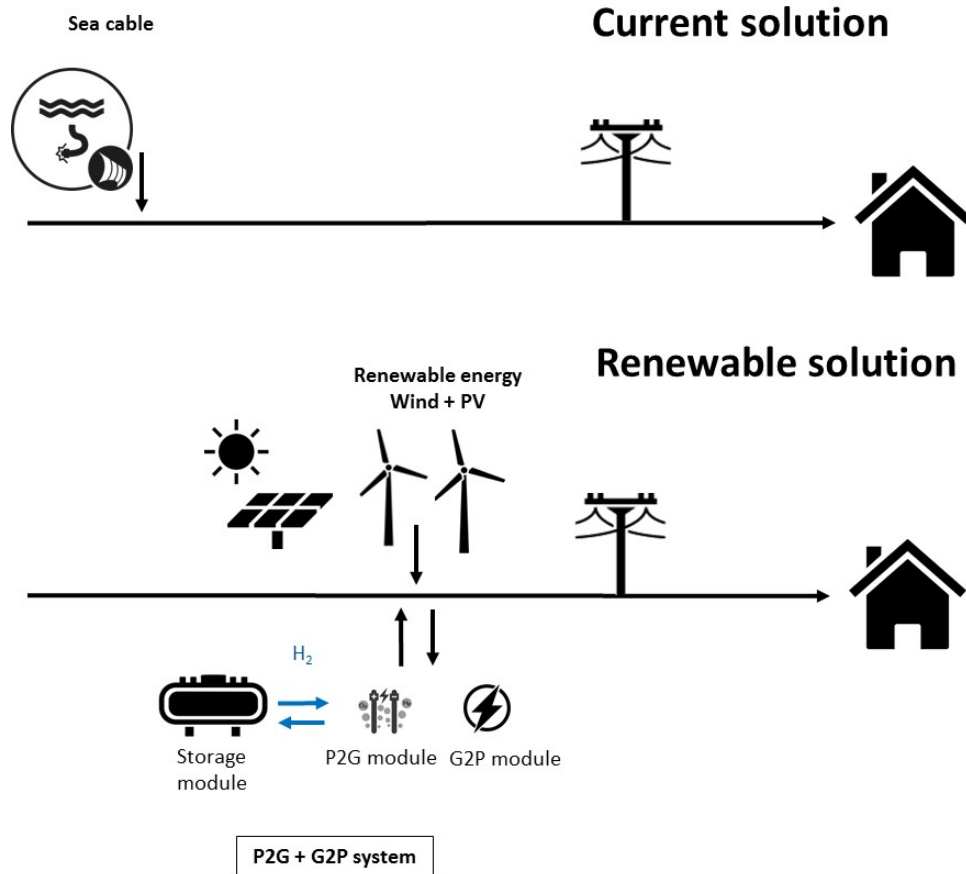 Sea cable
Current solution
Renewable solution
Renewable energy
Wind + PV
H₂
Storage
module
P2G module
G2P module
P2G + G2P system